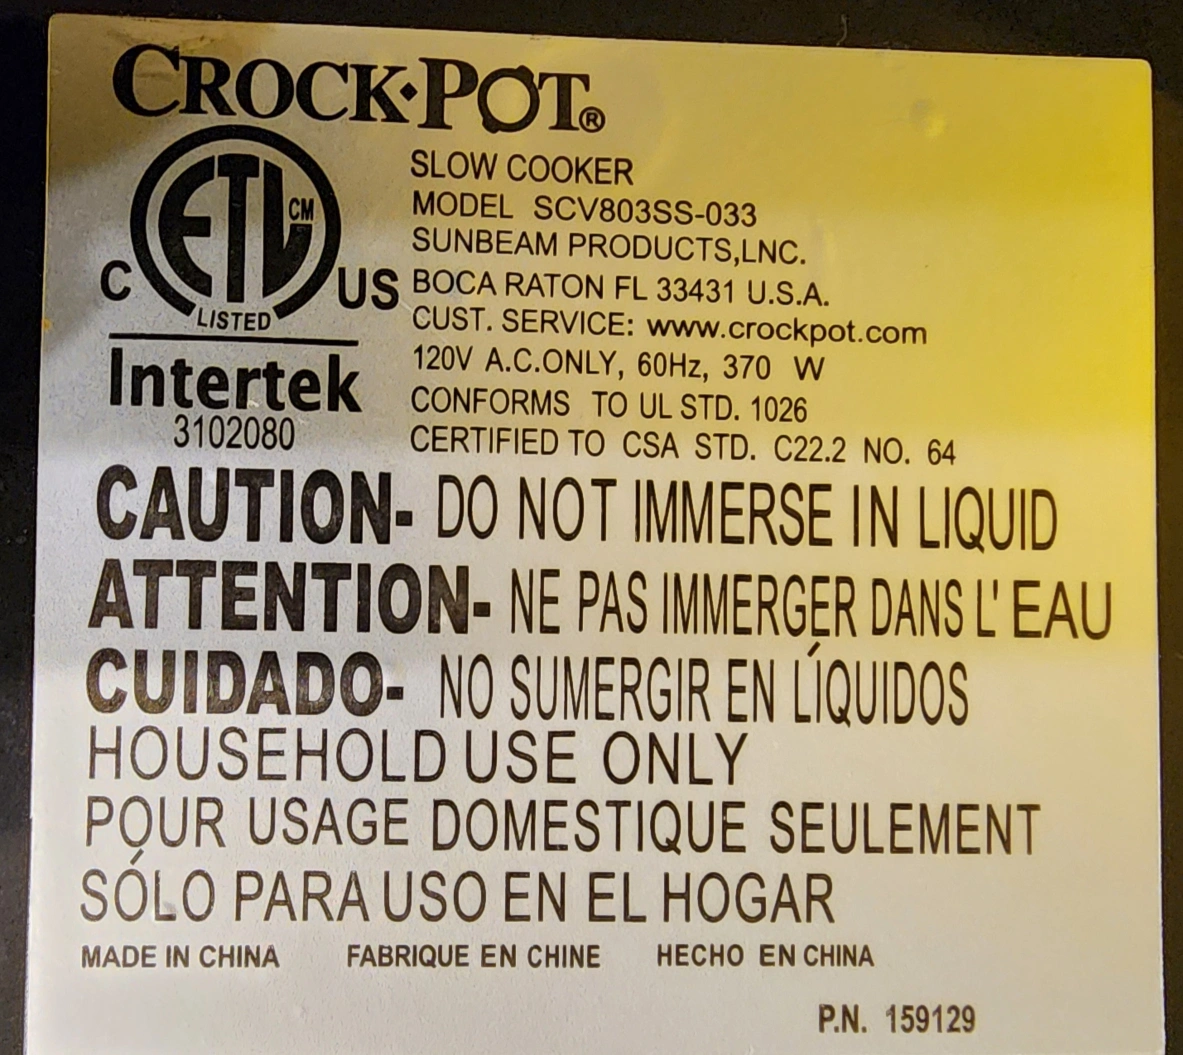 CROCK•POT®
ETL CM
C US
LISTED
Intertek
3102080
SLOW COOKER
MODEL SCV803SS-033
SUNBEAM PRODUCTS,LNC.
BOCA RATON FL 33431 U.S.A.
CUST. SERVICE: www.crockpot.com
120V A.C.ONLY, 60Hz, 370 W
CONFORMS TO UL STD. 1026
CERTIFIED TO CSA STD. C22.2 NO. 64
CAUTION- DO NOT IMMERSE IN LIQUID
ATTENTION- NE PAS IMMERGER DANS L'EAU
CUIDADO- NO SUMERGIR EN LÍQUIDOS
HOUSEHOLD USE ONLY
POUR USAGE DOMESTIQUE SEULEMENT
SÓLO PARA USO EN EL HOGAR
MADE IN CHINA FABRIQUE EN CHINE HECHO EN CHINA
P.N. 159129